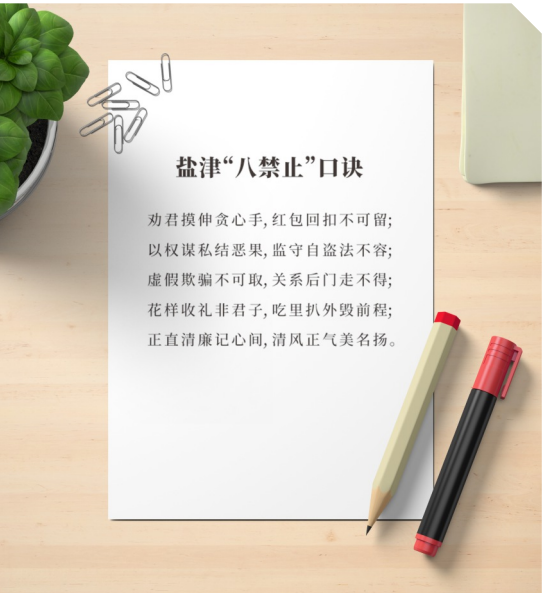 盐津“八禁止”口诀
劝君摸伸贪心手,红包回扣不可留;
以权谋私结恶果,监守自盗法不容;
虚假欺骗不可取,关系后门走不得;
花样收礼非君子,吃里扒外毁前程;
正直清廉记心间,清风正气美名扬。